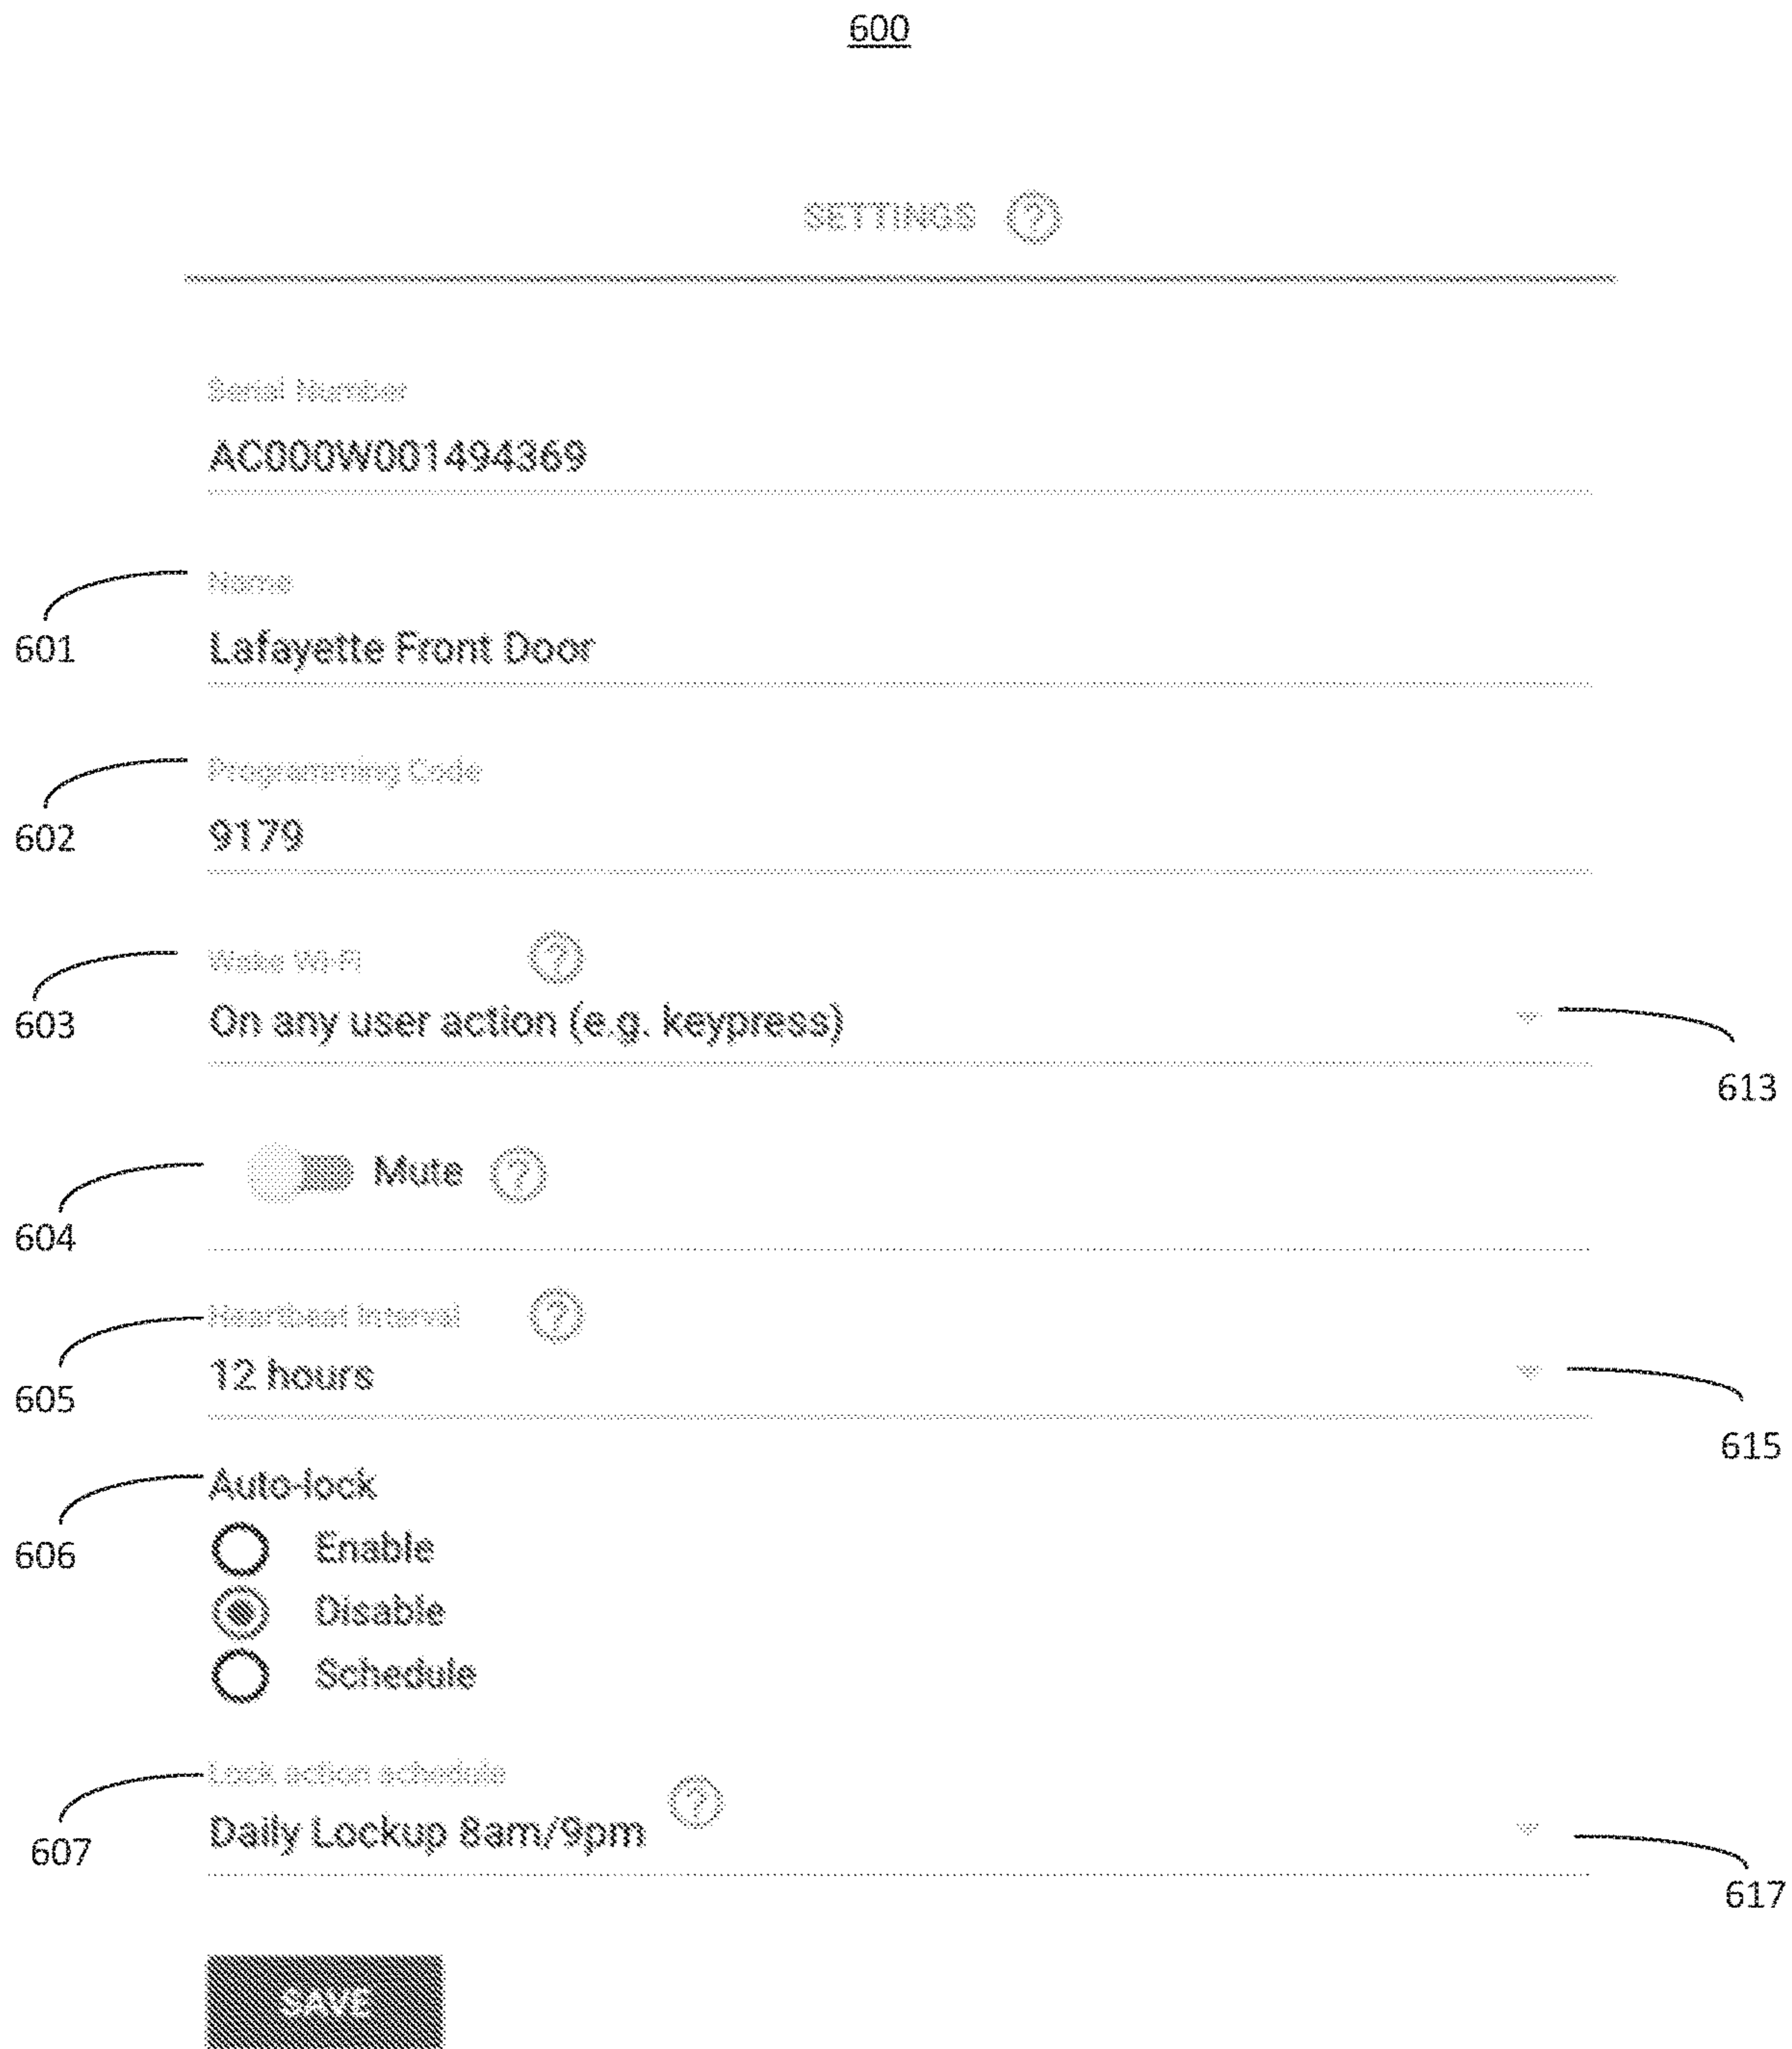 600
SETTINGS ?
Serial Number
AC000W001494369
601 Name
Lafayette Front Door
602 Programming Code
9179
603 Wake Wi-Fi ?
On any user action (e.g. keypress)
613
604 Mute ?
605 Heartbeat Interval ?
12 hours
615
606 Auto-lock
Enable
Disable
Schedule
607 Lock action schedule ?
Daily Lockup 8am/9pm
617
SAVE